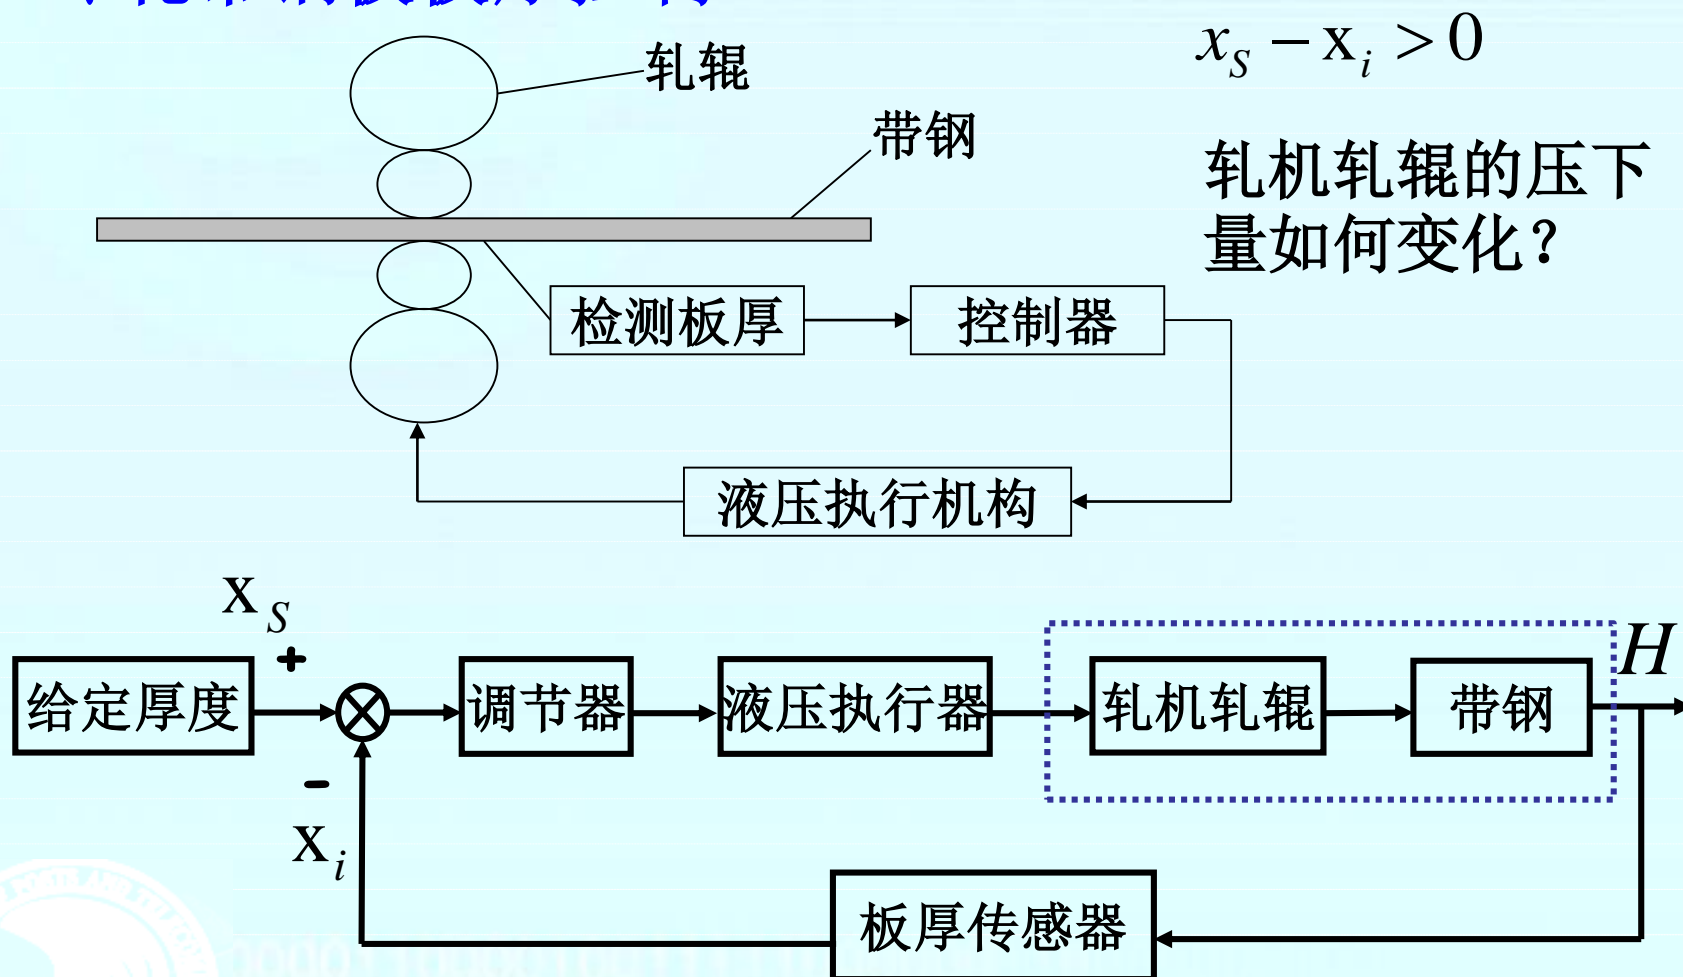 x_S − x_i > 0
轧辊
带钢
轧机轧辊的压下
量如何变化？
检测板厚
控制器
液压执行机构
x_S
+
给定厚度
调节器
液压执行器
轧机轧辊
带钢
H
-
x_i
板厚传感器